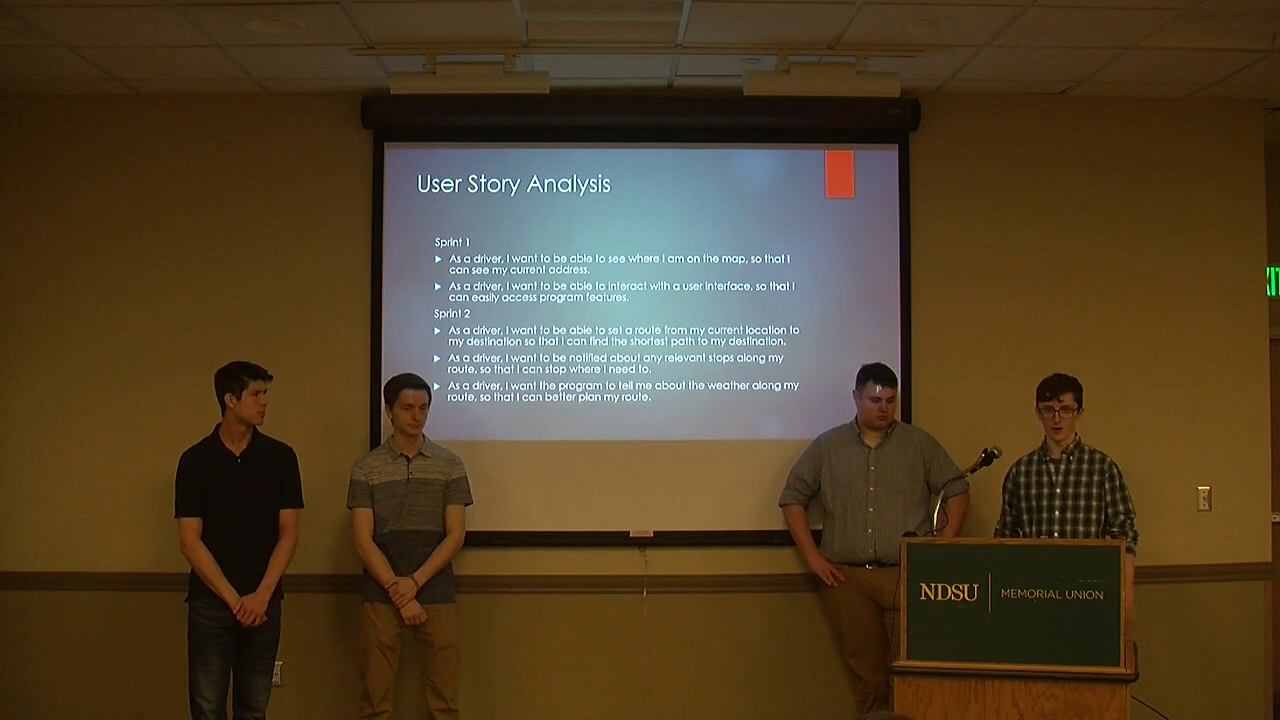 User Story Analysis
Sprint 1
As a driver, I want to be able to see where I am on the map, so that I
can see my current address.
As a driver, I want to be able to interact with a user interface, so that I
can easily access program features.
Sprint 2
As a driver, I want to be able to set a route from my current location to
my destination so that I can find the shortest path to my destination.
As a driver, I want to be notified about any relevant stops along my
route, so that I can stop where I need to.
As a driver, I want the program to tell me about the weather along my
route, so that I can better plan my route.
NDSU MEMORIAL UNION